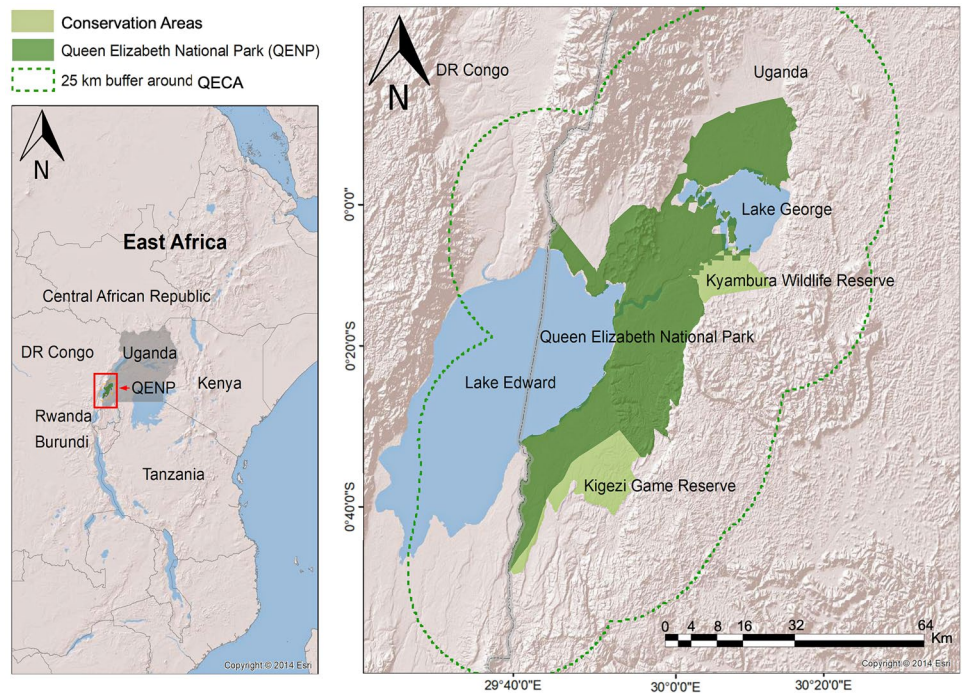 Conservation Areas
Queen Elizabeth National Park (QENP)
25 km buffer around QECA
N
East Africa
Central African Republic
DR Congo
Uganda
QENP
Kenya
Rwanda
Burundi
Tanzania
Copyright © 2014 Esri
N
DR Congo
Uganda
0°0'0"
Lake George
Kyambura Wildlife Reserve
0°20'0"S
Queen Elizabeth National Park
Lake Edward
Kigezi Game Reserve
0°40'0"S
0 4 8 16 32 64
Km
Copyright © 2014 Esri
29°40'0"E 30°0'0"E 30°20'0"E